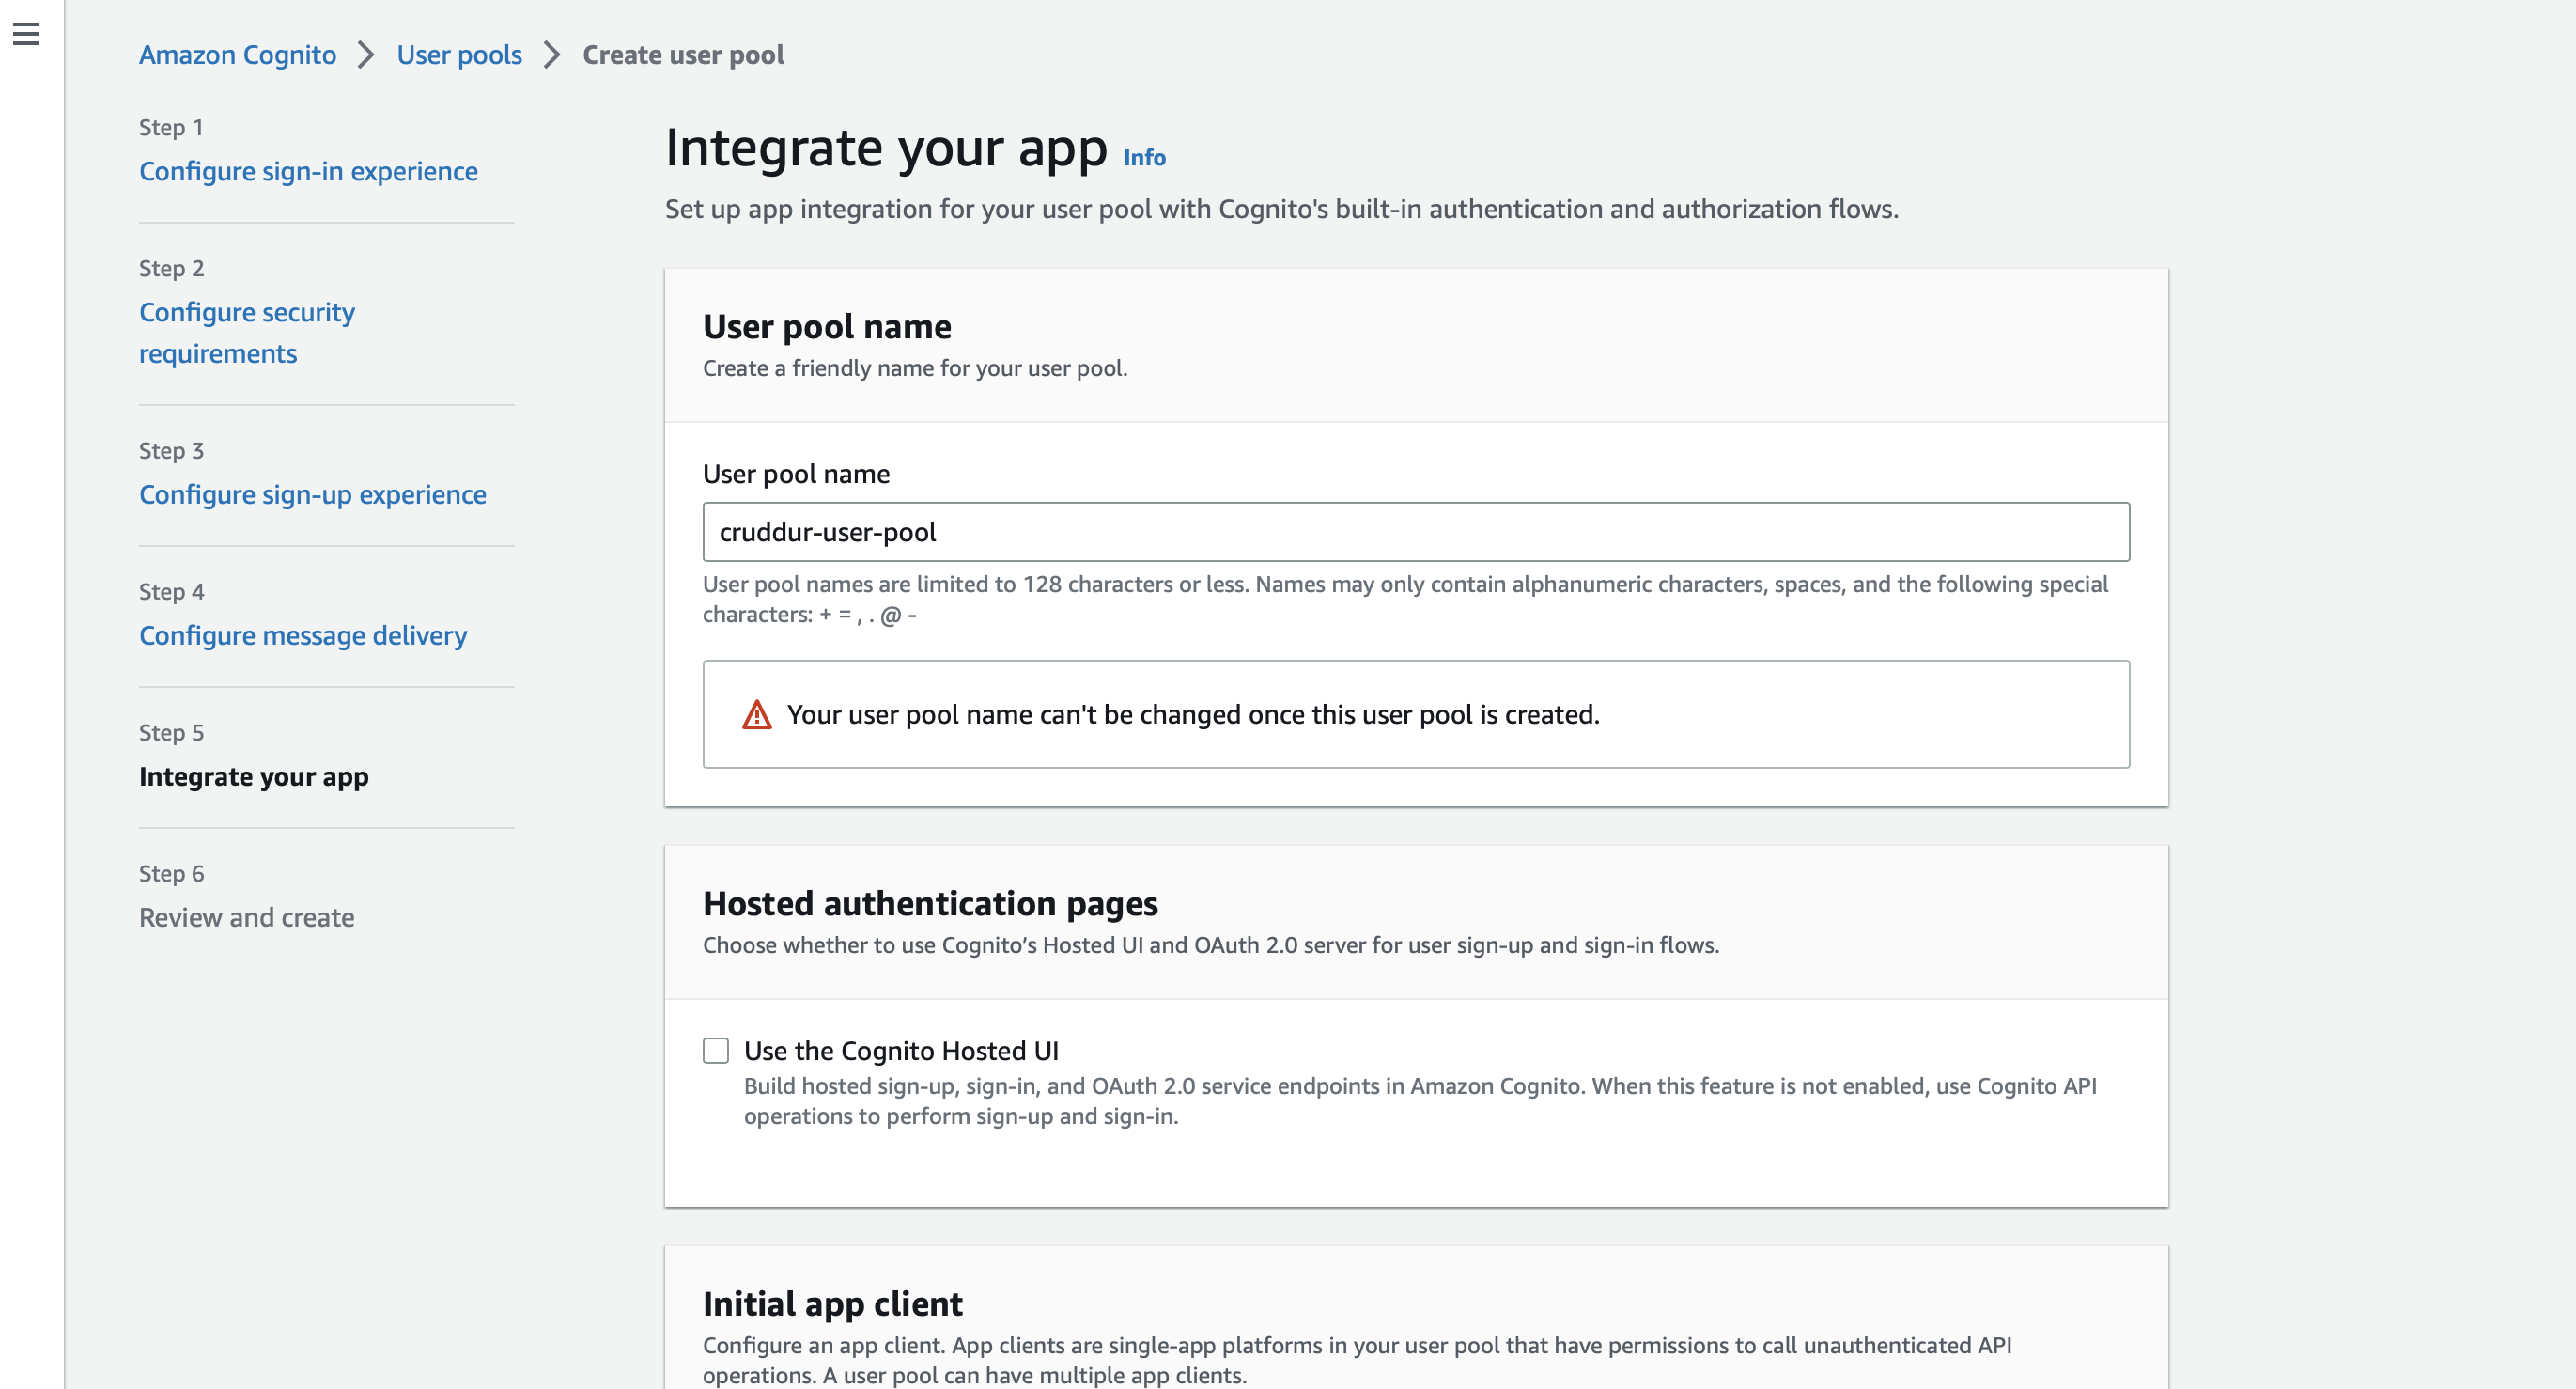 Amazon Cognito > User pools > Create user pool
Step 1
Configure sign-in experience
Step 2
Configure security
requirements
Step 3
Configure sign-up experience
Step 4
Configure message delivery
Step 5
Integrate your app
Step 6
Review and create
Integrate your app Info
Set up app integration for your user pool with Cognito's built-in authentication and authorization flows.
User pool name
Create a friendly name for your user pool.
User pool name
cruddur-user-pool
User pool names are limited to 128 characters or less. Names may only contain alphanumeric characters, spaces, and the following special
characters: + = , . @ -
Your user pool name can't be changed once this user pool is created.
Hosted authentication pages
Choose whether to use Cognito’s Hosted UI and OAuth 2.0 server for user sign-up and sign-in flows.
Use the Cognito Hosted UI
Build hosted sign-up, sign-in, and OAuth 2.0 service endpoints in Amazon Cognito. When this feature is not enabled, use Cognito API
operations to perform sign-up and sign-in.
Initial app client
Configure an app client. App clients are single-app platforms in your user pool that have permissions to call unauthenticated API
operations. A user pool can have multiple app clients.